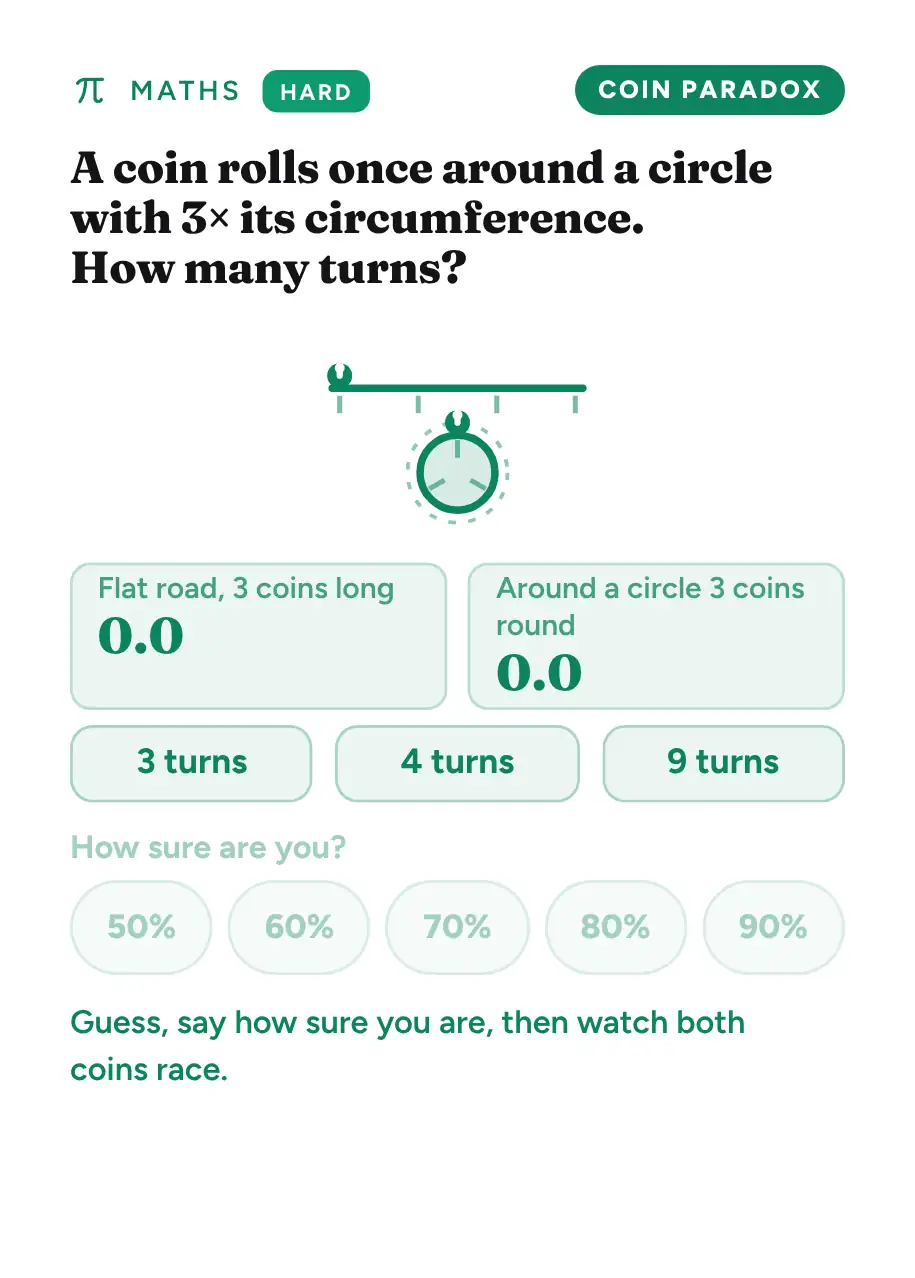 π MATHS HARD COIN PARADOX
A coin rolls once around a circle
with 3× its circumference.
How many turns?
Flat road, 3 coins long
0.0
Around a circle 3 coins
round
0.0
3 turns 4 turns 9 turns
How sure are you?
50% 60% 70% 80% 90%
Guess, say how sure you are, then watch both
coins race.